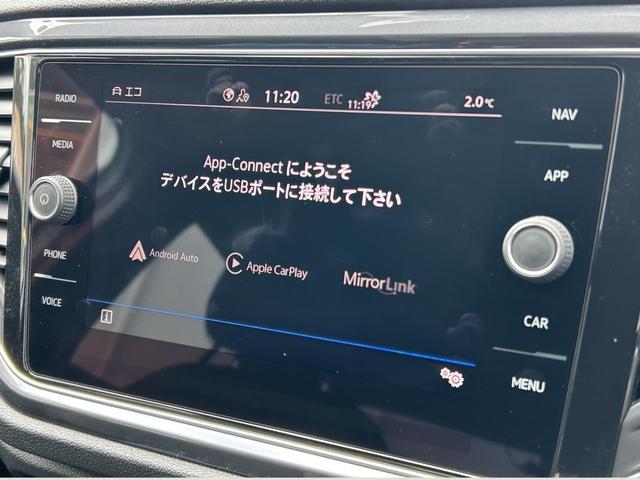 RADIO
MEDIA
PHONE
VOICE
エコ
11:20
ETC
11:19
2.0℃
App-Connect にようこそ
デバイスをUSBポートに接続して下さい
Android Auto
Apple CarPlay
MirrorLink
i
NAV
APP
CAR
MENU